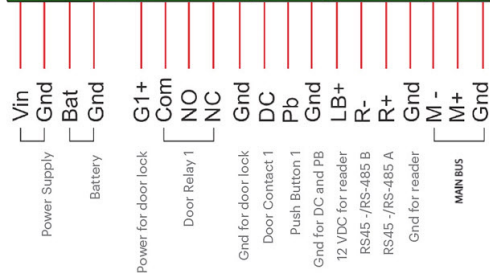 Vin
Gnd
Bat
Gnd
G1+
Com
NO
NC
Gnd
DC
Pb
Gnd
LB+
R-
R+
Gnd
M -
M+
Gnd
Power Supply
Battery
Power for door lock
Door Relay 1
Gnd for door lock
Door Contact 1
Push Button 1
Gnd for DC and PB
12 VDC for reader
RS45 -/RS-485 B
RS45 -/RS-485 A
Gnd for reader
MAIN BUS